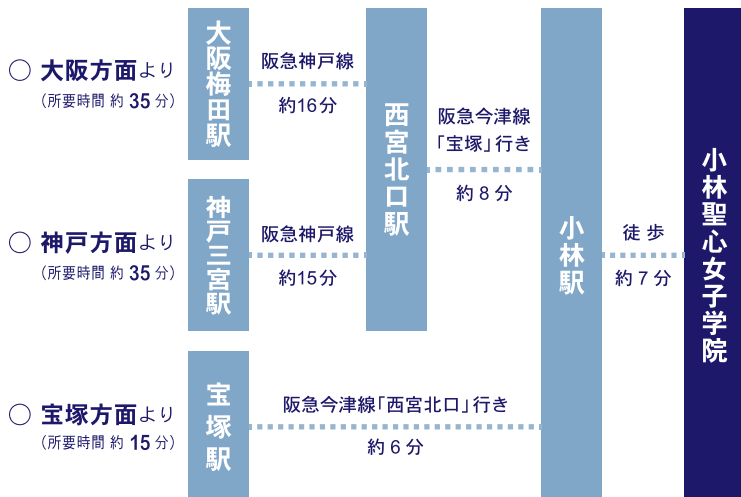 ○ 大阪方面より
(所要時間 約 35 分)
大阪梅田駅
阪急神戸線
約16分
○ 神戸方面より
(所要時間 約 35 分)
神戸三宮駅
阪急神戸線
約15分
西宮北口駅
阪急今津線
「宝塚」行き
約 8 分
○ 宝塚方面より
(所要時間 約 15 分)
宝塚駅
阪急今津線「西宮北口」行き
約 6 分
小林駅
徒 歩
約 7 分
小林聖心女子学院